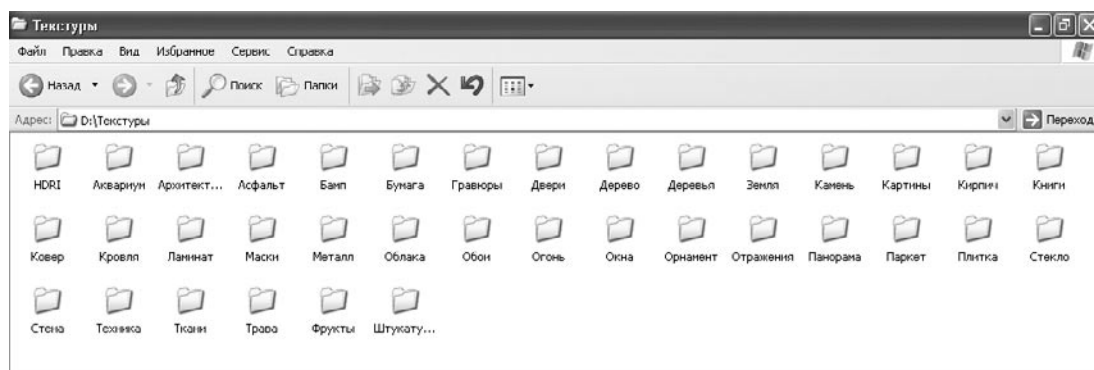 Текстуры
Файл Правка Вид Избранное Сервис Справка
Назад Поиск Папки
Адрес: D:\Текстуры Переход
HDRI Аквариум Архитект... Асфальт Бамп Бумага Гравюры Двери Дерево Деревья Земля Камень Картины Кирпич Книги
Ковер Кровля Ламинат Маски Металл Облака Обои Огонь Окна Орнамент Отражения Панорама Паркет Плитка Стекло
Стена Техника Ткани Трава Фрукты Штукату...